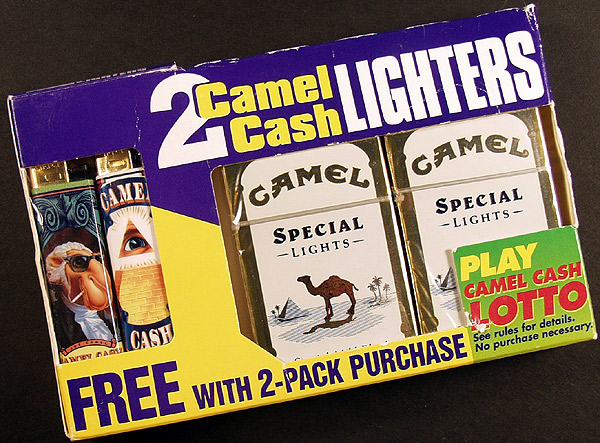 2 Camel
Cash
LIGHTERS
CAMEL
CASH
CAMEL
SPECIAL
LIGHTS
CAMEL
SPECIAL
LIGHTS
PLAY
CAMEL CASH
LOTTO
See rules for details.
No purchase necessary.
FREE WITH 2-PACK PURCHASE